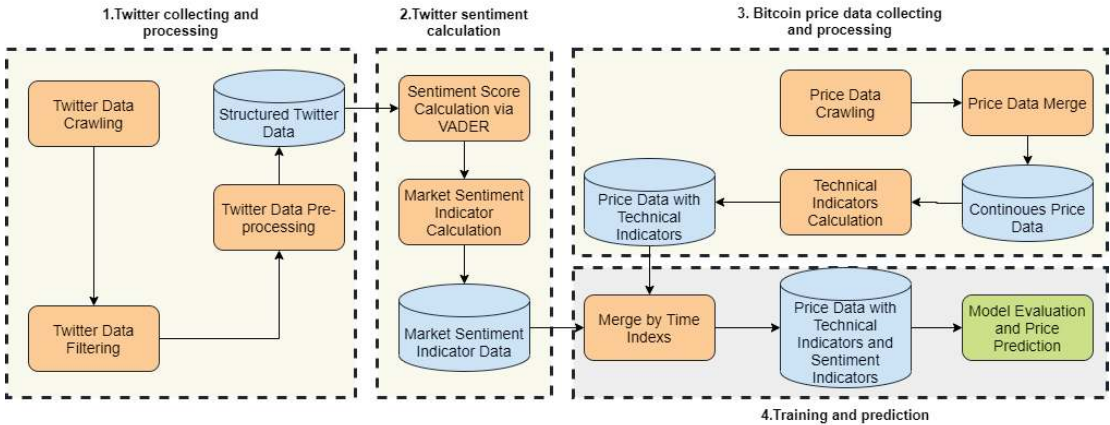 1.Twitter collecting and
processing
Twitter Data
Crawling
Structured Twitter
Data
Twitter Data Pre-
processing
Twitter Data
Filtering
2.Twitter sentiment
calculation
Sentiment Score
Calculation via
VADER
Market Sentiment
Indicator
Calculation
Market Sentiment
Indicator Data
3. Bitcoin price data collecting
and processing
Price Data
Crawling
Price Data Merge
Continoues Price
Data
Technical
Indicators
Calculation
Price Data with
Technical
Indicators
Merge by Time
Indexs
Price Data with
Technical
Indicators and
Sentiment
Indicators
Model Evaluation
and Price
Prediction
4.Training and prediction